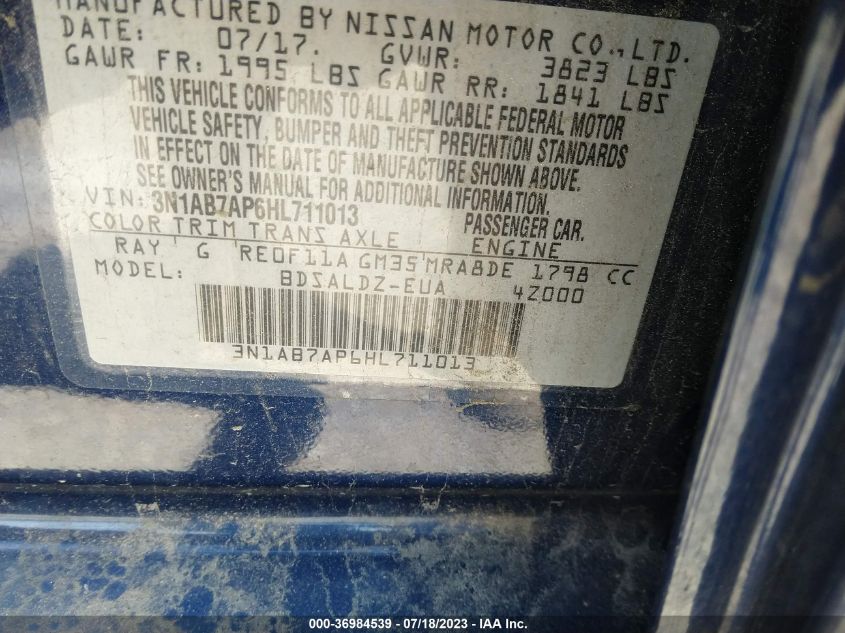 MANUFACTURED BY NISSAN MOTOR CO.,LTD.
DATE: 07/17. GVWR: 3823 LBS
GAWR FR: 1995 LBS GAWR RR: 1841 LBS
THIS VEHICLE CONFORMS TO ALL APPLICABLE FEDERAL MOTOR
VEHICLE SAFETY, BUMPER AND THEFT PREVENTION STANDARDS
IN EFFECT ON THE DATE OF MANUFACTURE SHOWN ABOVE.
SEE OWNER'S MANUAL FOR ADDITIONAL INFORMATION.
VIN: 3N1AB7AP6HL711013 PASSENGER CAR.
COLOR TRIM TRANS AXLE ENGINE
RAY G RE0F11A GM35 MRA8DE 1798 CC
MODEL: BDSALDZ-EUA 4Z000
3N1AB7AP6HL711013
000-36984539 - 07/18/2023 - IAA Inc.